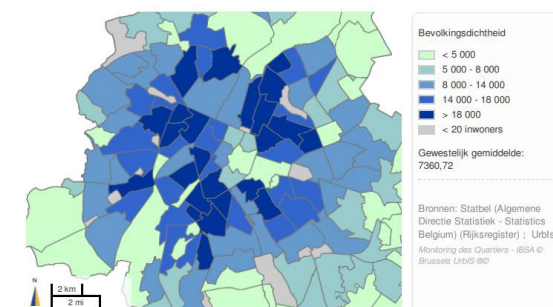 Bevolkingsdichtheid
< 5 000
5 000 - 8 000
8 000 - 14 000
14 000 - 18 000
> 18 000
< 20 inwoners
Gewestelijk gemiddelde:
7360,72
Bronnen: Statbel (Algemene
Directie Statistiek - Statistics
Belgium) (Rijksregister) ; UrbIS
Monitoring des Quartiers - IBSA ©
Brussels UrbIS ®©
N
2 km
2 mi